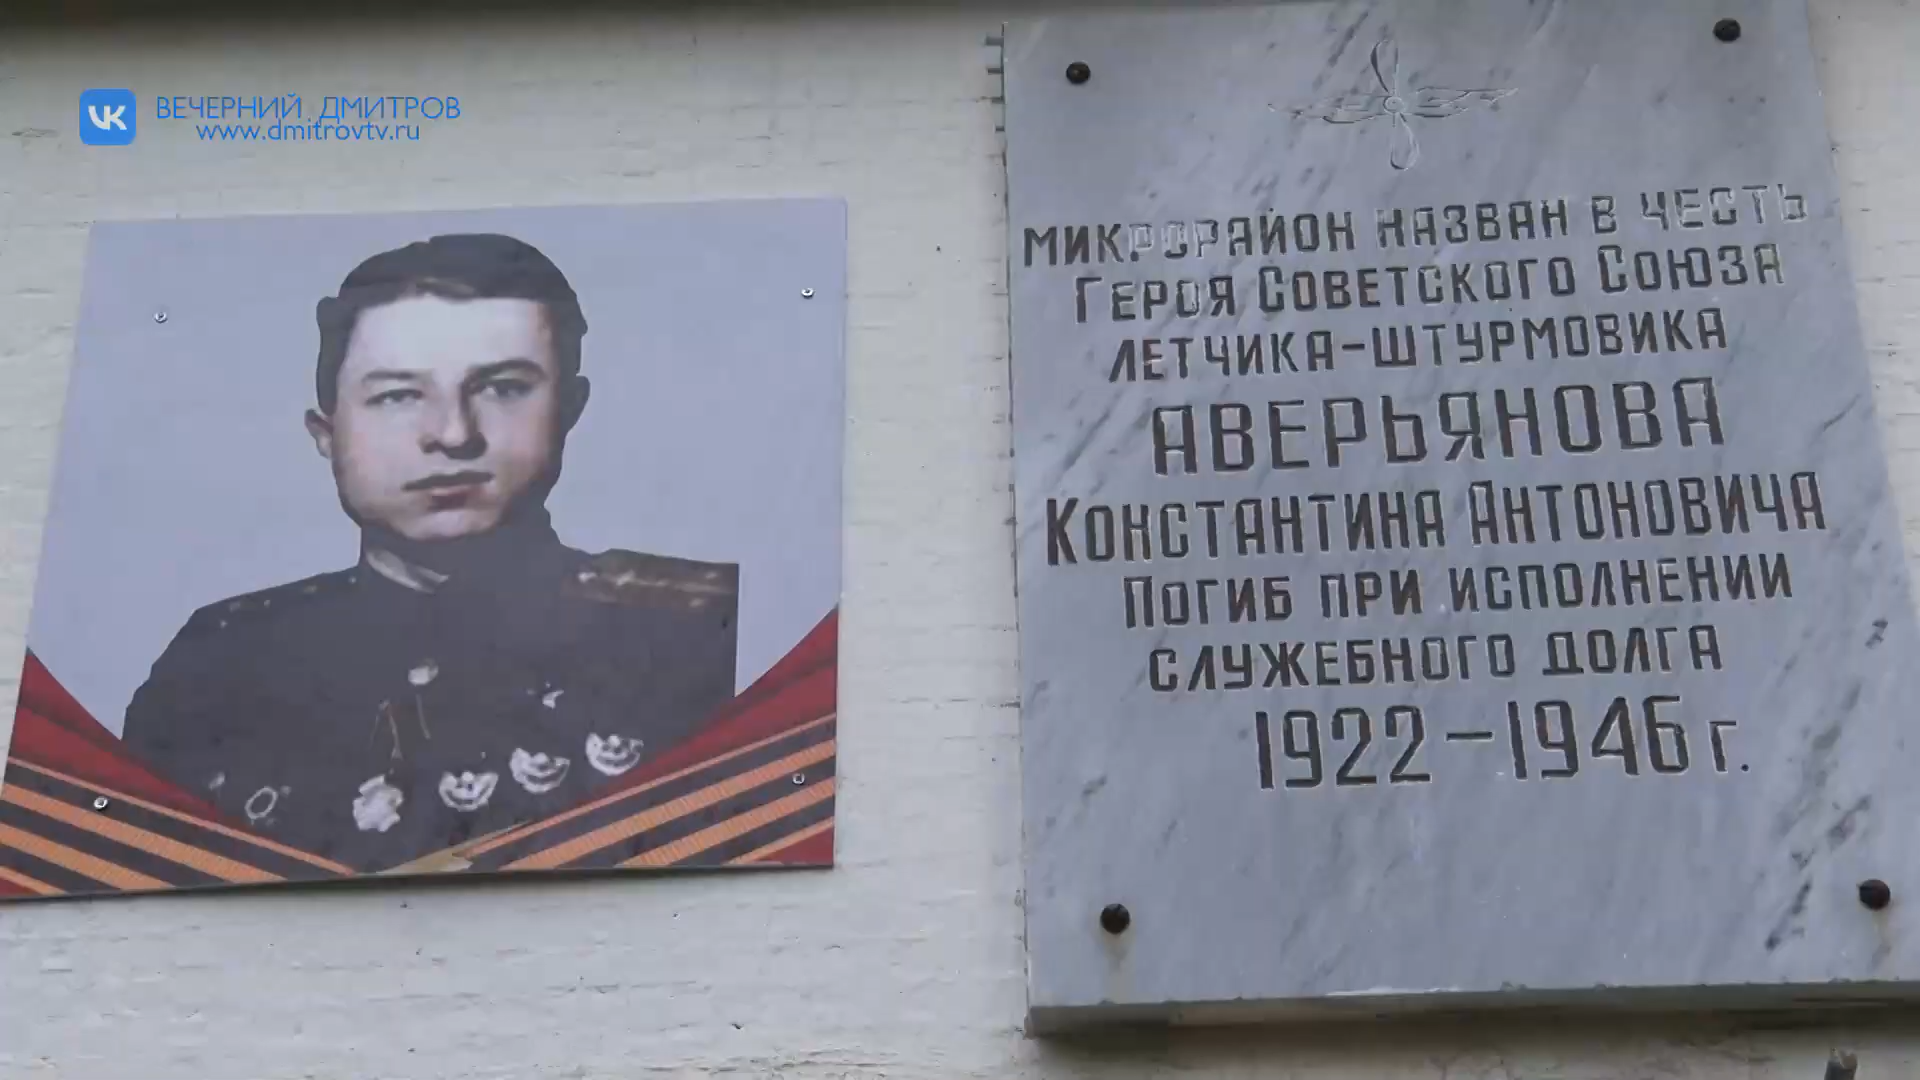 ВЕЧЕРНИЙ ДМИТРОВ
www.dmitrovtv.ru
МИКРОРАЙОН НАЗВАН В ЧЕСТЬ
ГЕРОЯ СОВЕТСКОГО СОЮЗА
ЛЕТЧИКА-ШТУРМОВИКА
АВЕРЬЯНОВА
КОНСТАНТИНА АНТОНОВИЧА
ПОГИБ ПРИ ИСПОЛНЕНИИ
СЛУЖЕБНОГО ДОЛГА
1922-1946 г.